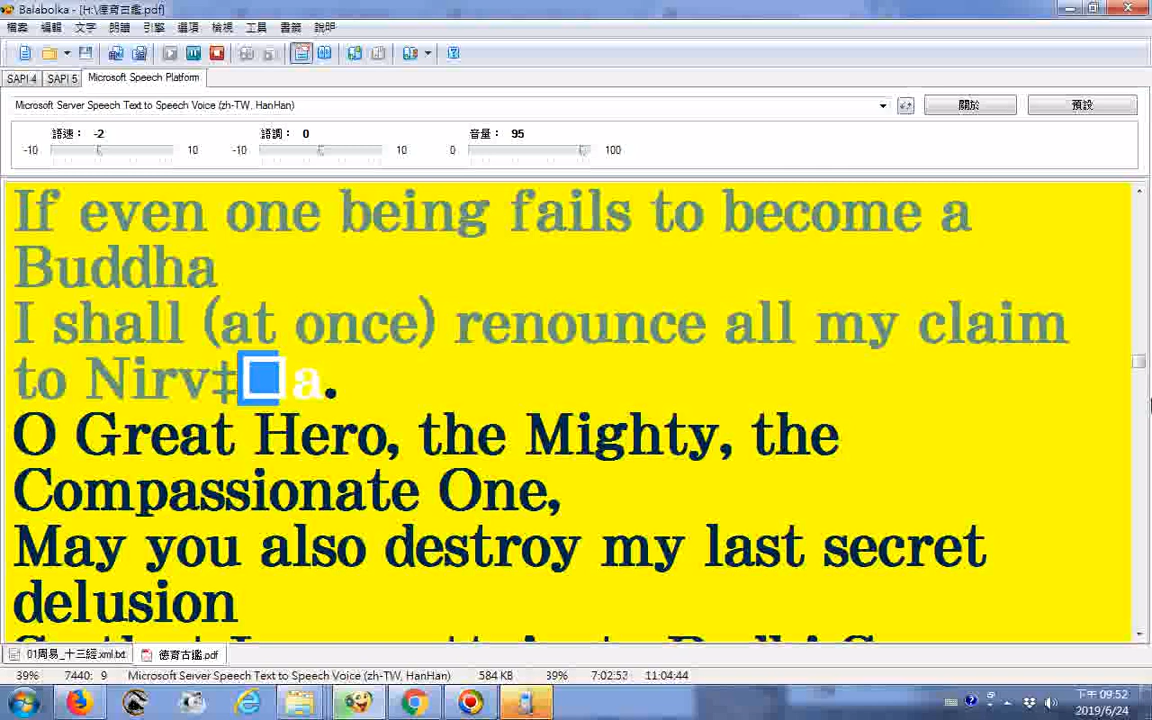 Balabolka - [H:\德育古鑑.pdf]
檔案 編輯 文字 朗讀 引擎 選項 檢視 工具 書籤 說明
SAPI 4 SAPI 5 Microsoft Speech Platform
Microsoft Server Speech Text to Speech Voice (zh-TW, HanHan) 關於 預設
語速： -2 語調： 0 音量： 95
-10 10 -10 10 0 100
If even one being fails to become a
Buddha
I shall (at once) renounce all my claim
to Nirv‡□a.
O Great Hero, the Mighty, the
Compassionate One,
May you also destroy my last secret
delusion
01周易_十三經.xml.txt 德育古鑑.pdf
39% 7440: 9 Microsoft Server Speech Text to Speech Voice (zh-TW, HanHan) 584 KB 39% 7:02:53 11:04:44
下午 09:52
2019/6/24